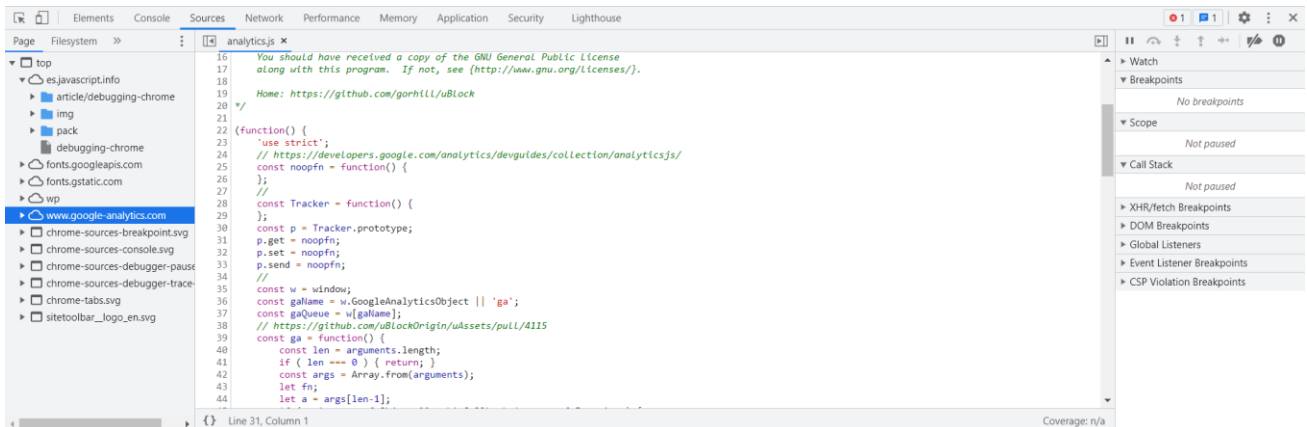 Elements Console Sources Network Performance Memory Application Security Lighthouse 1 1
Page Filesystem » analytics.js ×
top
es.javascript.info
article/debugging-chrome
img
pack
debugging-chrome
fonts.googleapis.com
fonts.gstatic.com
wp
www.google-analytics.com
chrome-sources-breakpoint.svg
chrome-sources-console.svg
chrome-sources-debugger-pause
chrome-sources-debugger-trace-
chrome-tabs.svg
sitetoolbar__logo_en.svg
16 You should have received a copy of the GNU General Public License
17 along with this program. If not, see {http://www.gnu.org/licenses/}.
18
19 Home: https://github.com/gorhill/uBlock
20 */
21
22 (function() {
23 'use strict';
24 // https://developers.google.com/analytics/devguides/collection/analyticsjs/
25 const noopfn = function() {
26 };
27 //
28 const Tracker = function() {
29 };
30 const p = Tracker.prototype;
31 p.get = noopfn;
32 p.set = noopfn;
33 p.send = noopfn;
34 //
35 const w = window;
36 const gaName = w.GoogleAnalyticsObject || 'ga';
37 const gaQueue = w[gaName];
38 // https://github.com/uBlockOrigin/uAssets/pull/4115
39 const ga = function() {
40 const len = arguments.length;
41 if ( len === 0 ) { return; }
42 const args = Array.from(arguments);
43 let fn;
44 let a = args[len-1];
{} Line 31, Column 1 Coverage: n/a
Watch
Breakpoints
No breakpoints
Scope
Not paused
Call Stack
Not paused
XHR/fetch Breakpoints
DOM Breakpoints
Global Listeners
Event Listener Breakpoints
CSP Violation Breakpoints